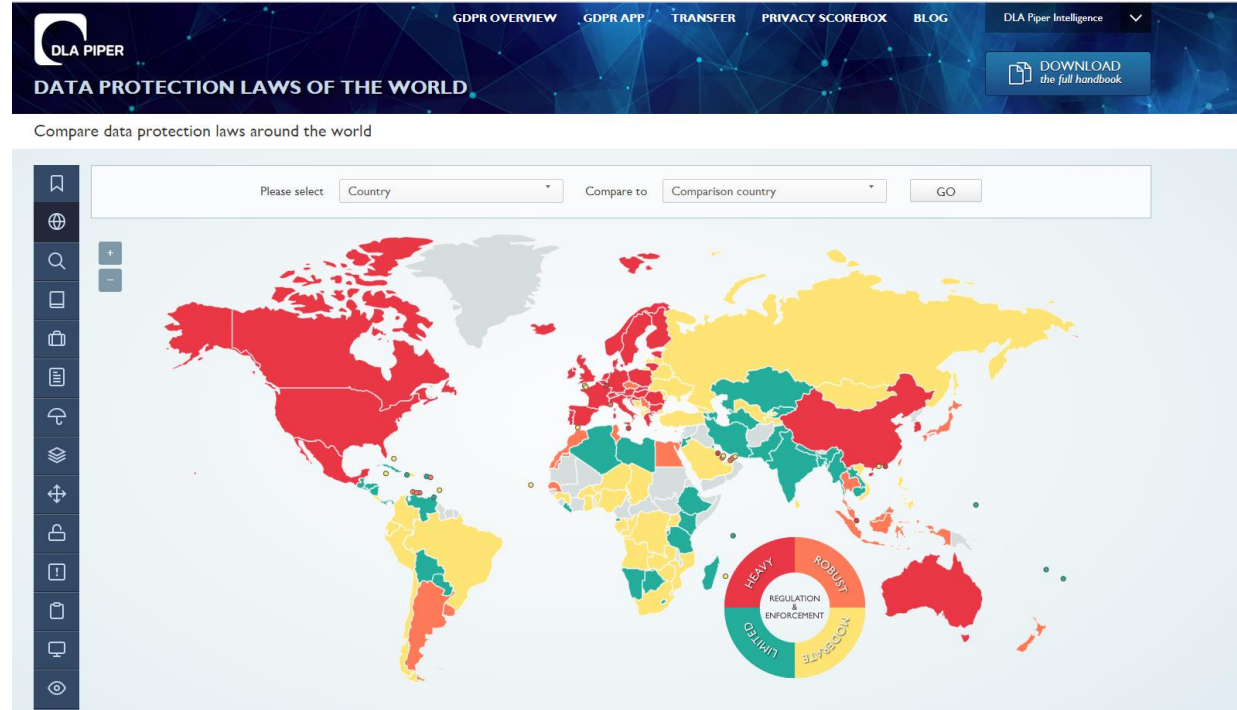 GDPR OVERVIEW GDPR APP TRANSFER PRIVACY SCOREBOX BLOG DLA Piper Intelligence
DLA PIPER
DOWNLOAD
the full handbook
DATA PROTECTION LAWS OF THE WORLD
Compare data protection laws around the world
Please select Country Compare to Comparison country GO
+
−
HEAVY
ROBUST
REGULATION
&
ENFORCEMENT
LIMITED
MODERATE